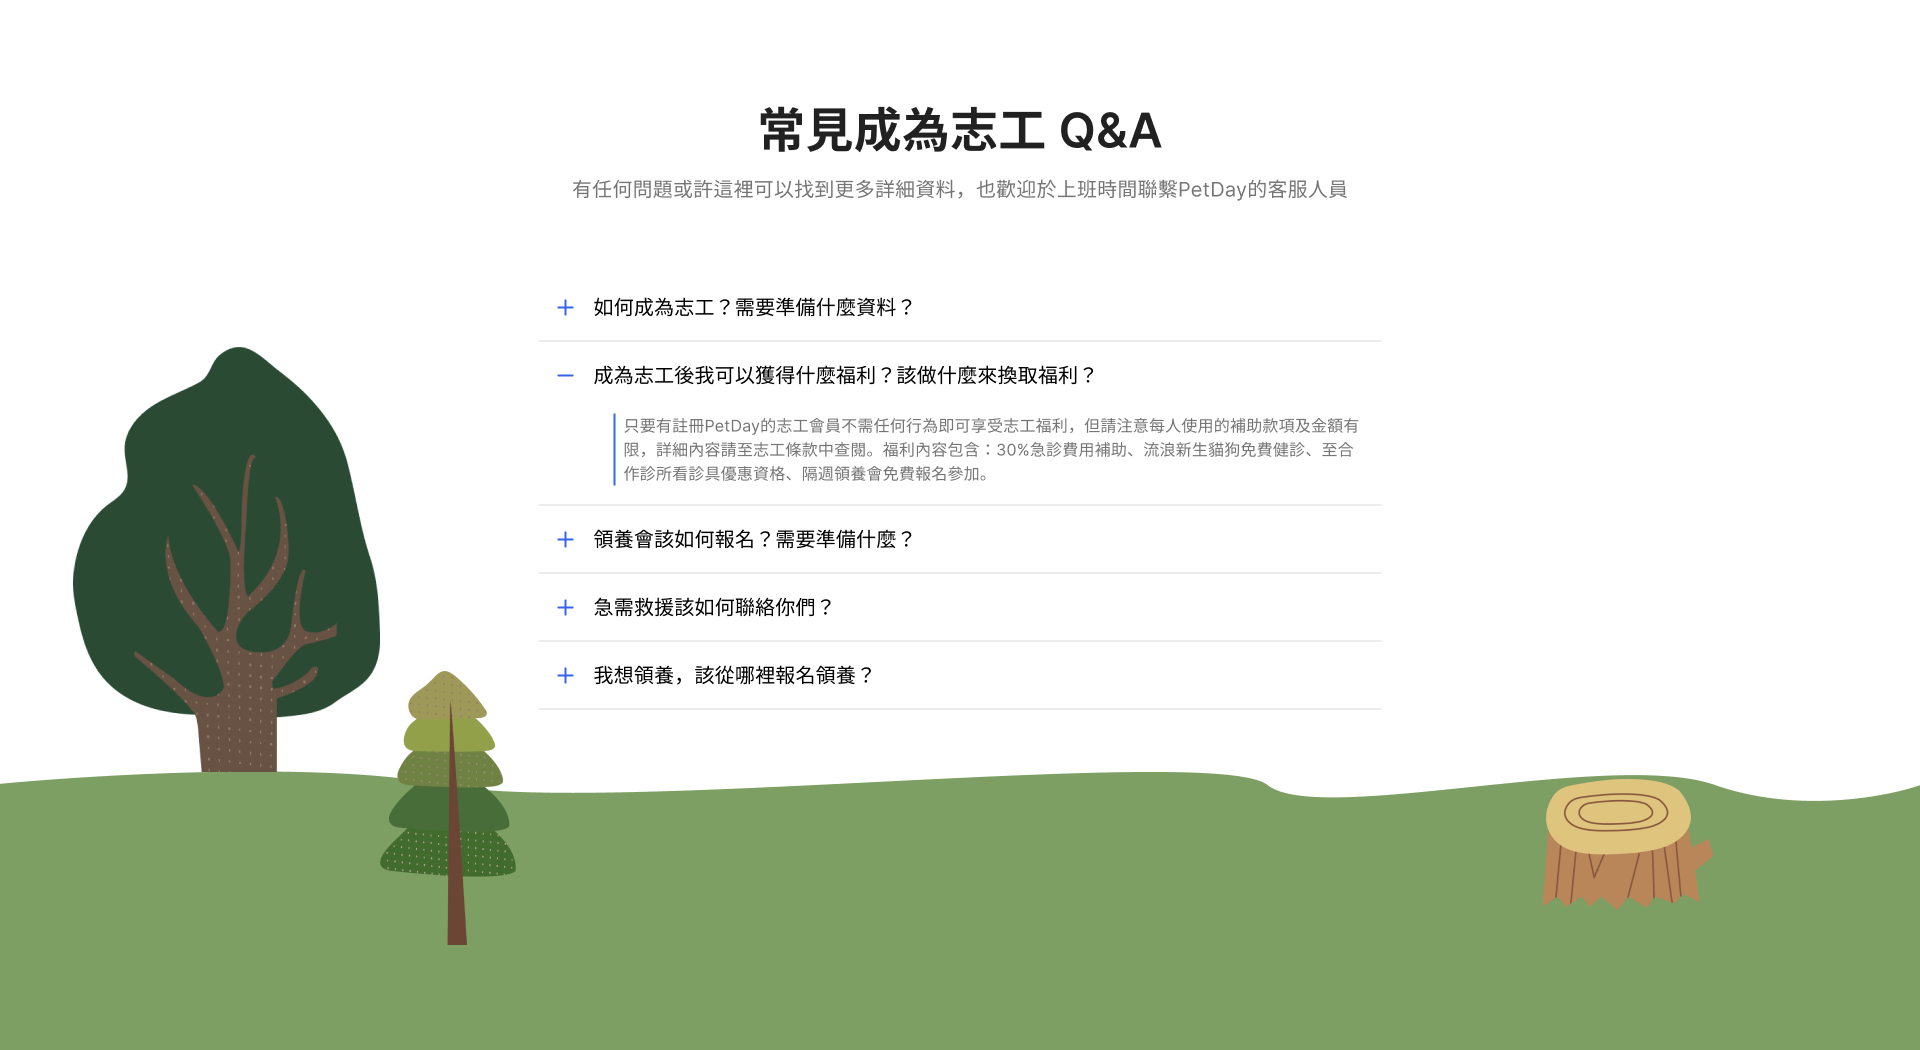 常見成為志工 Q&A
有任何問題或許這裡可以找到更多詳細資料，也歡迎於上班時間聯繫PetDay的客服人員
如何成為志工？需要準備什麼資料？
成為志工後我可以獲得什麼福利？該做什麼來換取福利？
只要有註冊PetDay的志工會員不需任何行為即可享受志工福利，但請注意每人使用的補助款項及金額有
限，詳細內容請至志工條款中查閱。福利內容包含：30%急診費用補助、流浪新生貓狗免費健診、至合
作診所看診具優惠資格、隔週領養會免費報名參加。
領養會該如何報名？需要準備什麼？
急需救援該如何聯絡你們？
我想領養，該從哪裡報名領養？